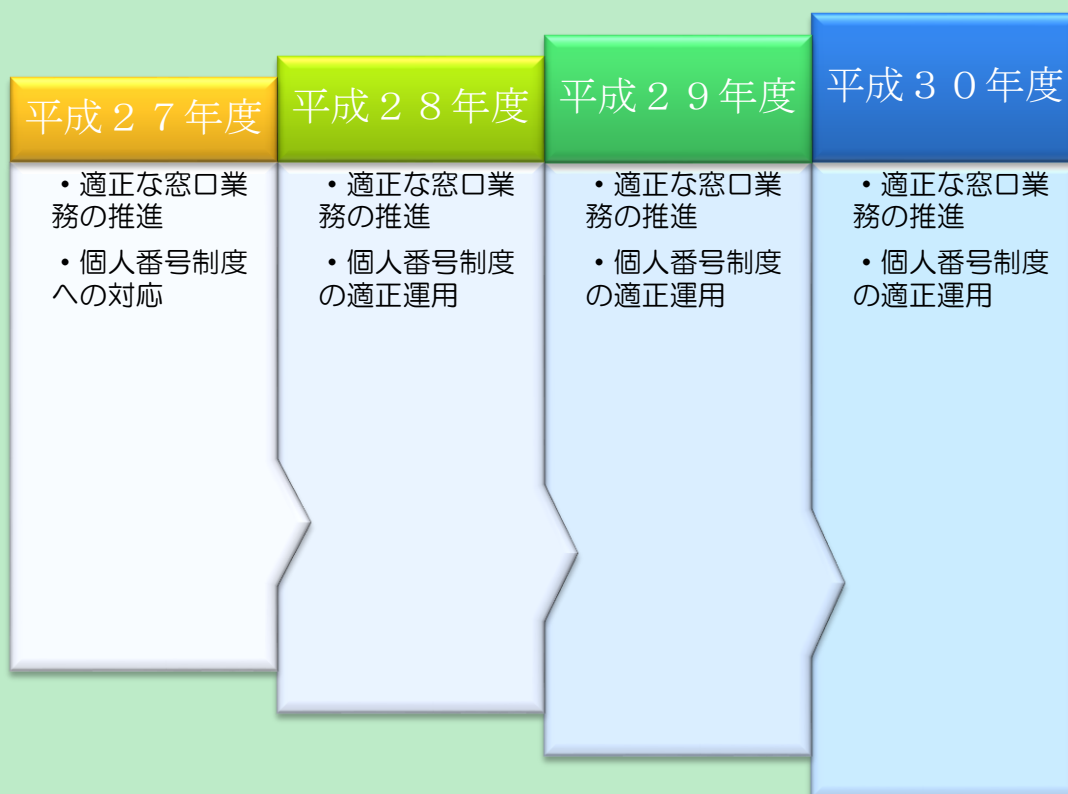 平成２７年度
・適正な窓口業
務の推進
・個人番号制度
への対応
平成２８年度
・適正な窓口業
務の推進
・個人番号制度
の適正運用
平成２９年度
・適正な窓口業
務の推進
・個人番号制度
の適正運用
平成３０年度
・適正な窓口業
務の推進
・個人番号制度
の適正運用